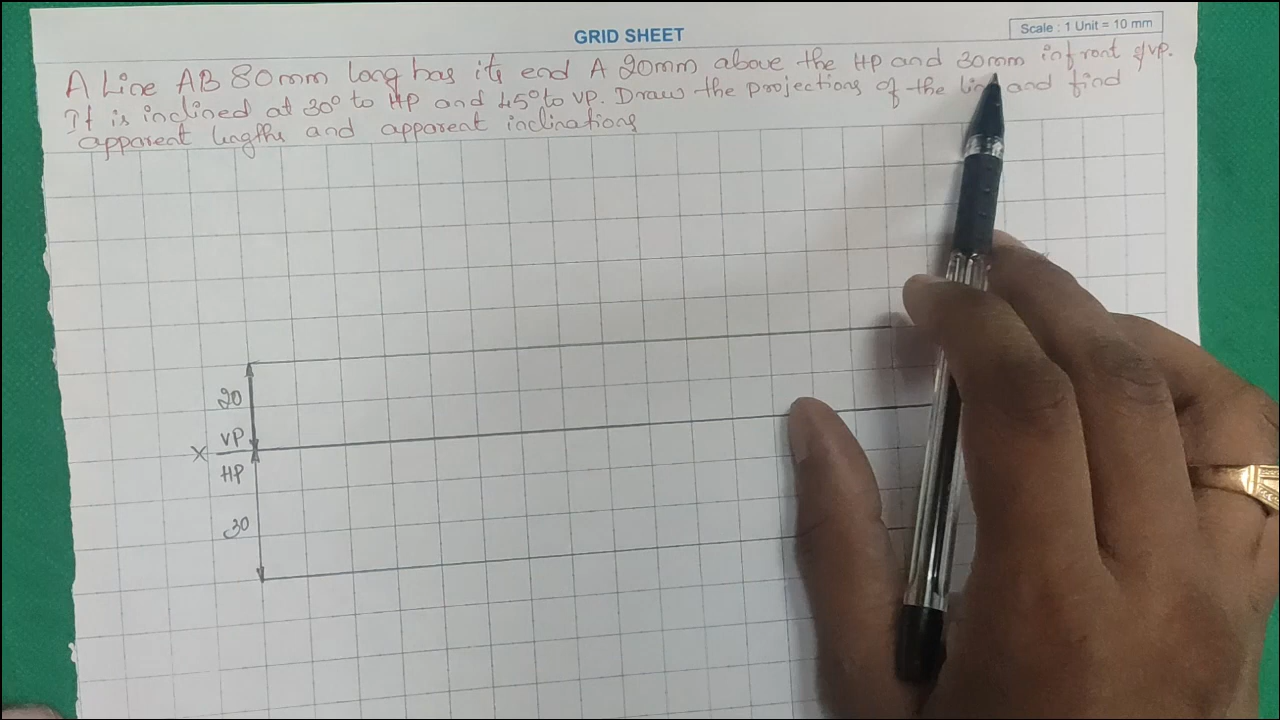 GRID SHEET
Scale : 1 Unit = 10 mm
A Line AB 80mm long has its end A 20mm above the HP and 30mm infront of VP.
It is inclined at 30° to HP and 45° to VP. Draw the projections of the and find
apparent lengths and apparent inclinations
20
X VP
HP
30